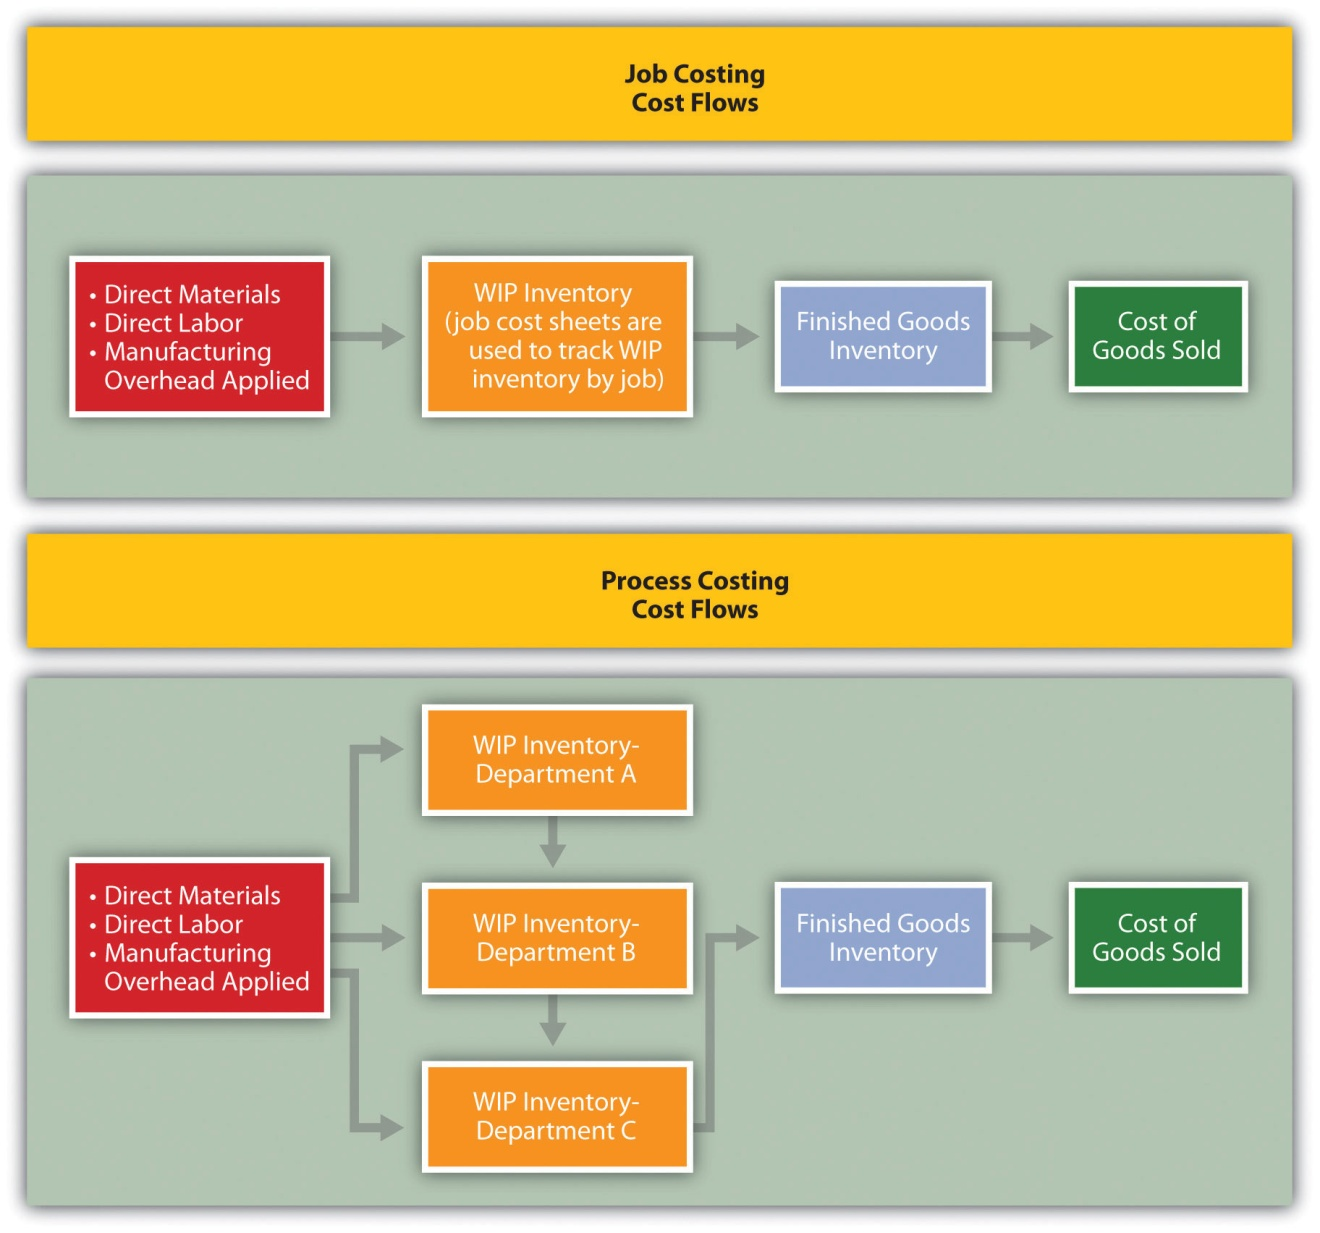 Job Costing
Cost Flows
• Direct Materials
• Direct Labor
• Manufacturing
Overhead Applied
WIP Inventory
(job cost sheets are
used to track WIP
inventory by job)
Finished Goods
Inventory
Cost of
Goods Sold
Process Costing
Cost Flows
• Direct Materials
• Direct Labor
• Manufacturing
Overhead Applied
WIP Inventory-
Department A
WIP Inventory-
Department B
WIP Inventory-
Department C
Finished Goods
Inventory
Cost of
Goods Sold